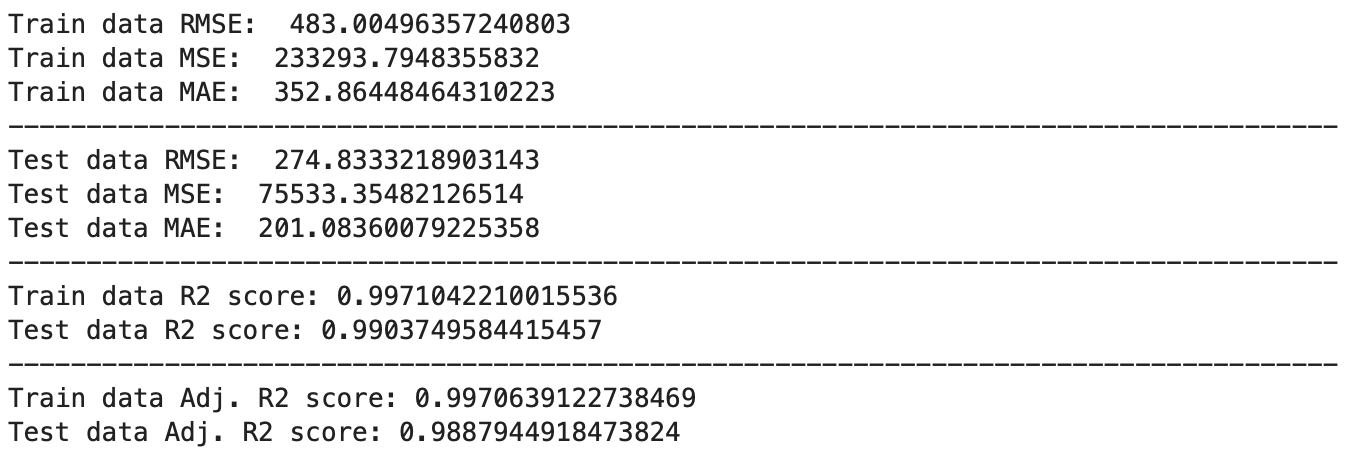 Train data RMSE:  483.00496357240803
Train data MSE:  233293.7948355832
Train data MAE:  352.86448464310223
-------------------------------------------------------------------------------------
Test data RMSE:  274.8333218903143
Test data MSE:  75533.35482126514
Test data MAE:  201.08360079225358
-------------------------------------------------------------------------------------
Train data R2 score: 0.9971042210015536
Test data R2 score: 0.9903749584415457
-------------------------------------------------------------------------------------
Train data Adj. R2 score: 0.9970639122738469
Test data Adj. R2 score: 0.9887944918473824